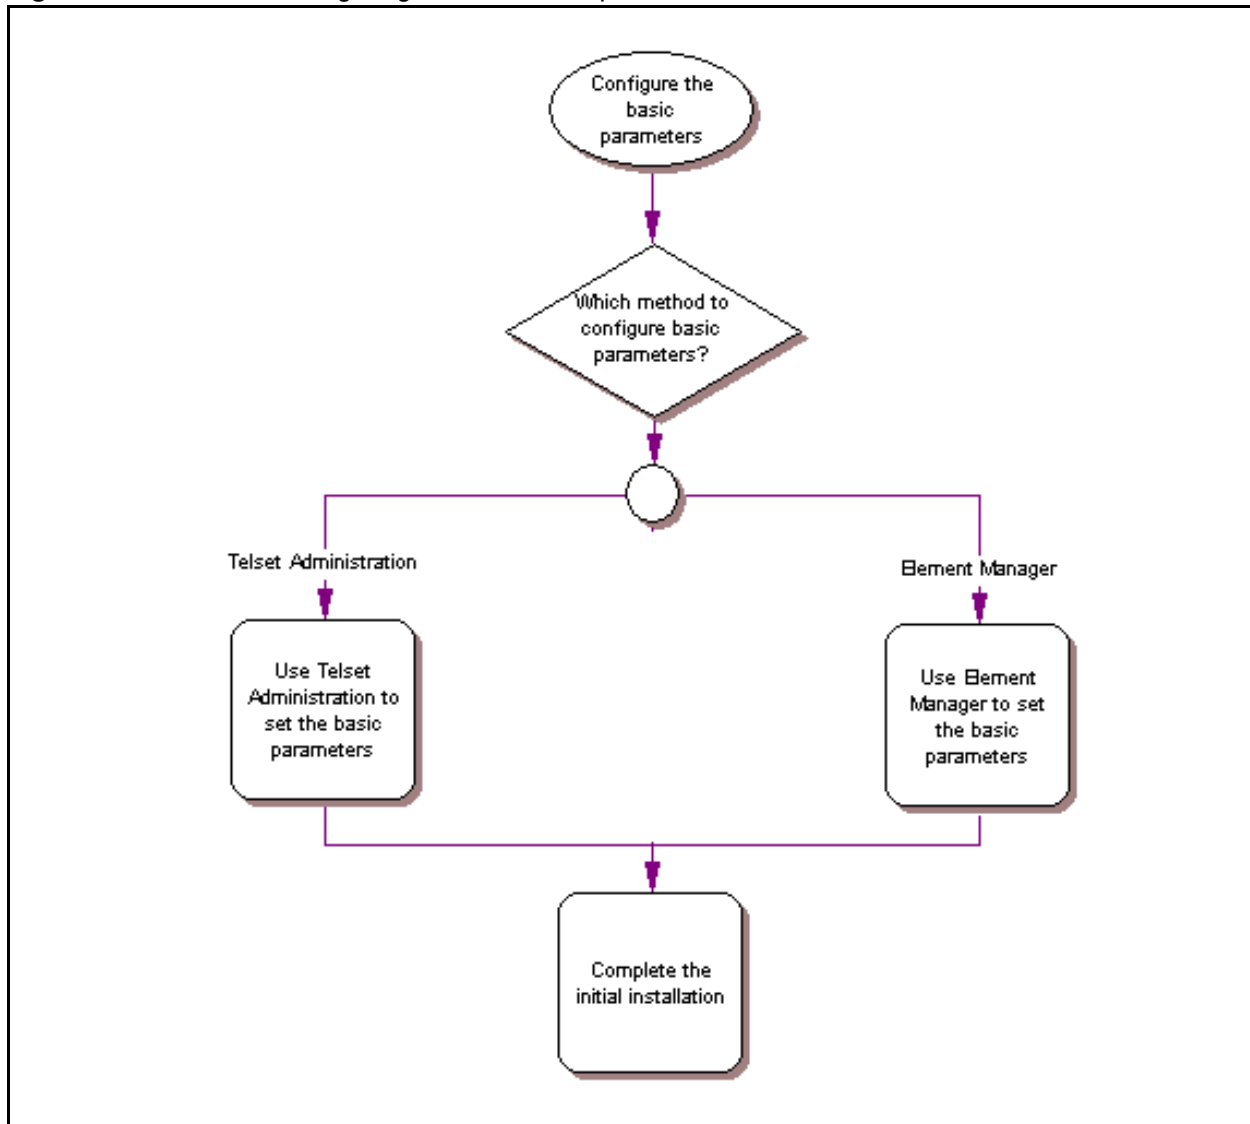 Configure the
basic
parameters
Which method to
configure basic
parameters?
Telset Administration
Element Manager
Use Telset
Administration to
set the basic
parameters
Use Element
Manager to set
the basic
parameters
Complete the
initial installation